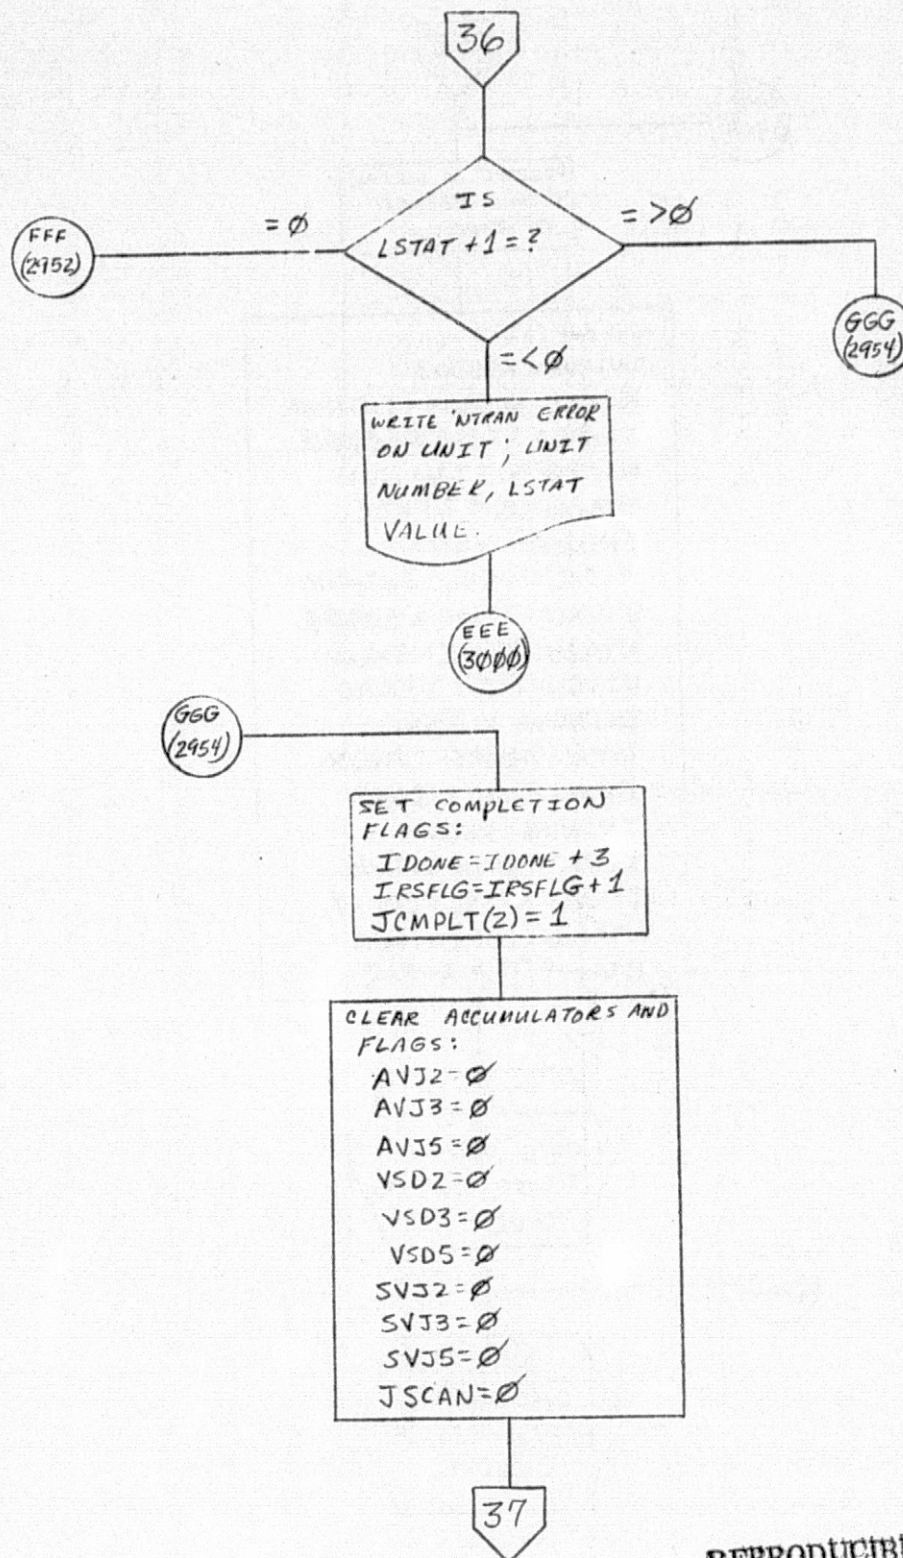 36
IS
LSTAT +1 = ?
= Ø
= >Ø
FFF
(2952)
GGG
(2954)
= < Ø
WRITE 'NTRAN ERROR
ON UNIT', UNIT
NUMBER, LSTAT
VALUE.
EEE
(3ØØØ)
GGG
(2954)
SET COMPLETION
FLAGS:
IDONE=IDONE + 3
IRSFLG=IRSFLG+1
JCMPLT(2) = 1
CLEAR ACCUMULATORS AND
FLAGS:
AVJ2=Ø
AVJ3=Ø
AVJ5=Ø
VSD2=Ø
VSD3=Ø
VSD5=Ø
SVJ2=Ø
SVJ3=Ø
SVJ5=Ø
JSCAN=Ø
37